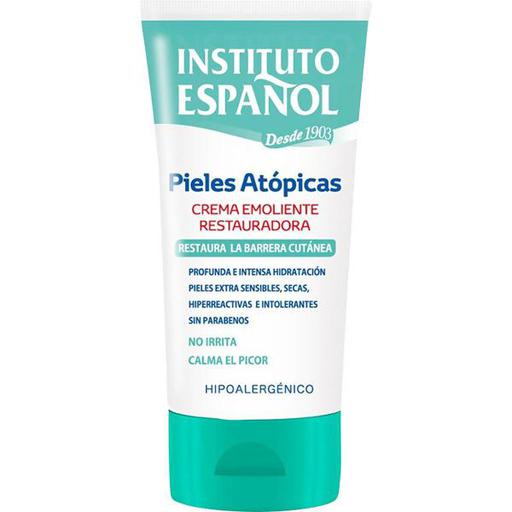 INSTITUTO
ESPAÑOL
Desde 1903
Pieles Atópicas
CREMA EMOLIENTE
RESTAURADORA
RESTAURA LA BARRERA CUTÁNEA
PROFUNDA E INTENSA HIDRATACIÓN
PIELES EXTRA SENSIBLES, SECAS,
HIPERREACTIVAS E INTOLERANTES
SIN PARABENOS
NO IRRITA
CALMA EL PICOR
HIPOALERGÉNICO